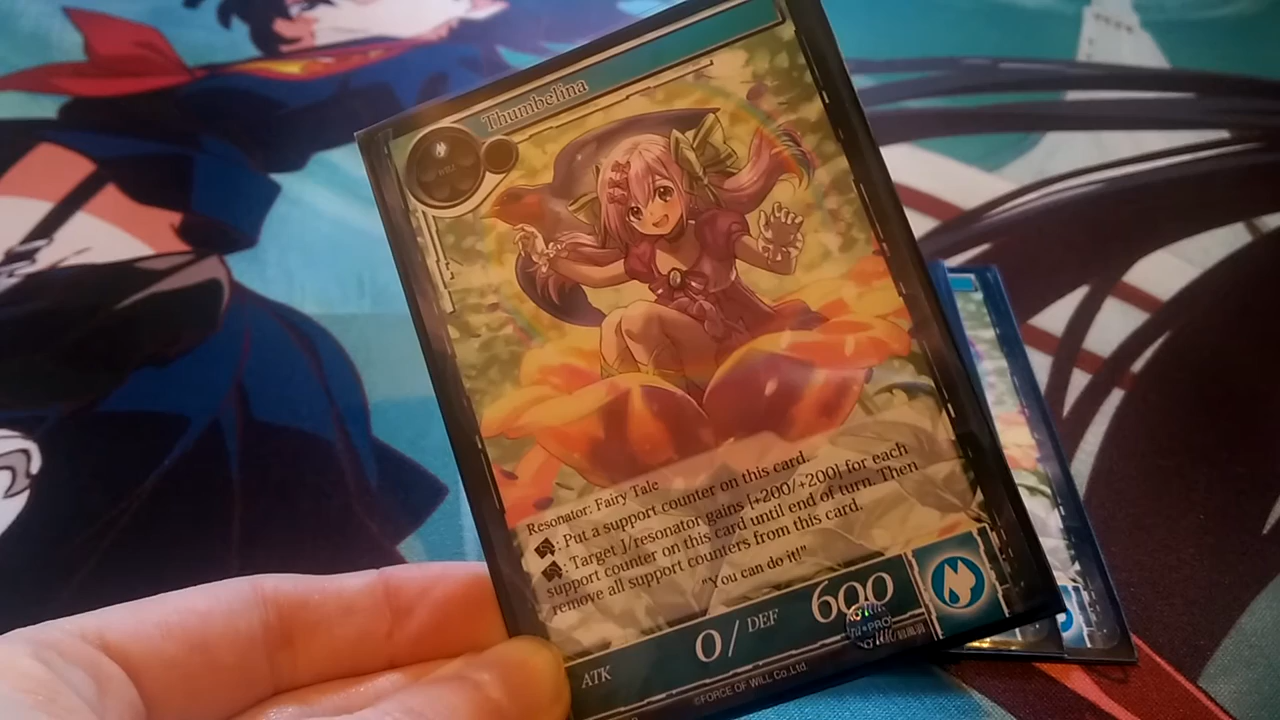 Thumbelina
WILL
Resonator: Fairy Tale
: Put a support counter on this card.
: Target J/resonator gains [+200/+200] for each
support counter on this card until end of turn. Then
remove all support counters from this card.
"You can do it!"
ATK 0/ DEF 600
PRO
©FORCE OF WILL Co.,Ltd.